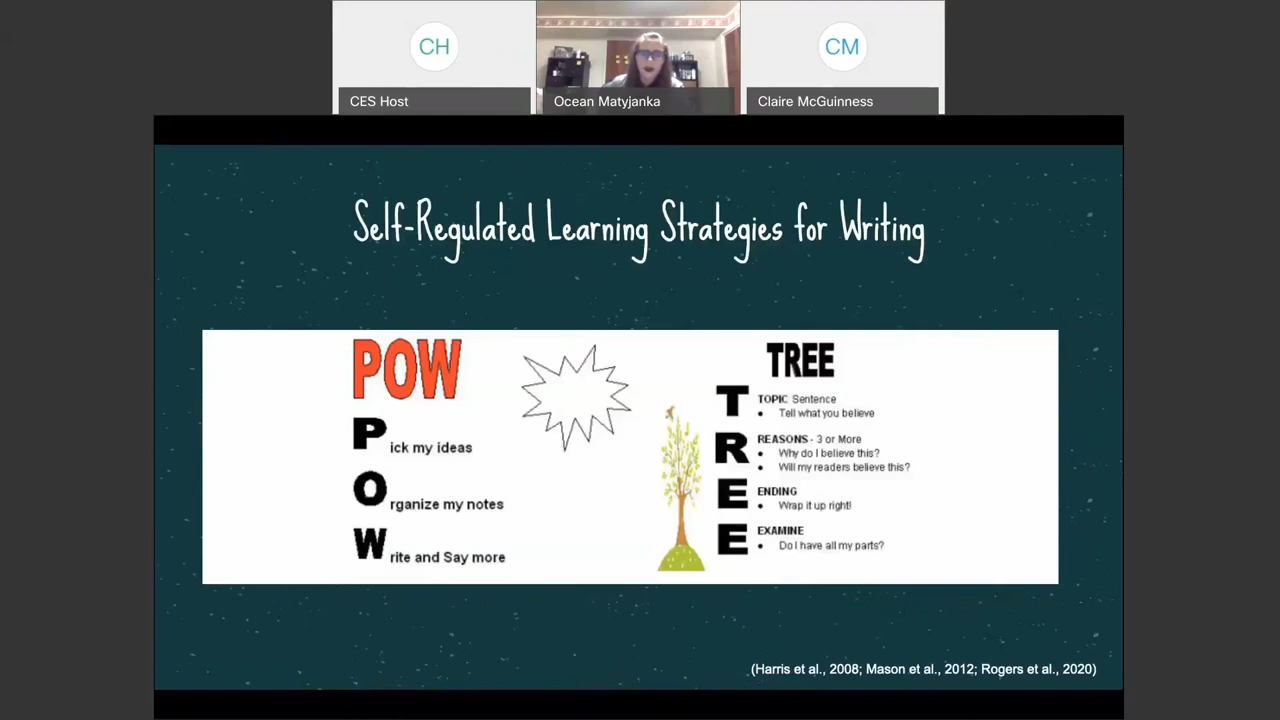 CH
CM
CES Host
Ocean Matyjanka
Claire McGuinness
Self-Regulated Learning Strategies for Writing
POW
Pick my ideas
Organize my notes
Write and Say more
TREE
T TOPIC Sentence
• Tell what you believe
R REASONS - 3 or More
• Why do I believe this?
• Will my readers believe this?
E ENDING
• Wrap it up right!
E EXAMINE
• Do I have all my parts?
(Harris et al., 2008; Mason et al., 2012; Rogers et al., 2020)